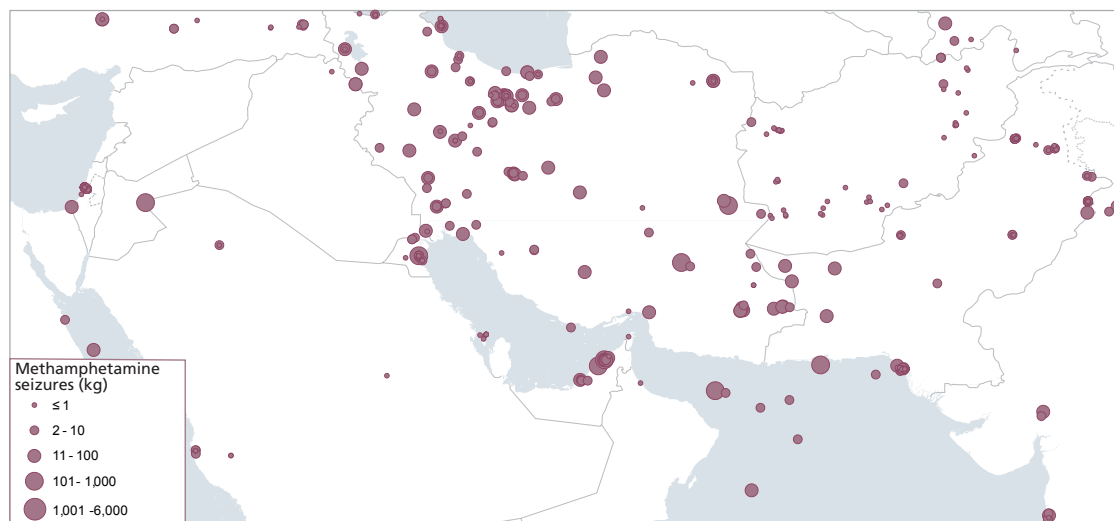 Methamphetamine
seizures (kg)
≤ 1
2 - 10
11 - 100
101- 1,000
1,001 -6,000